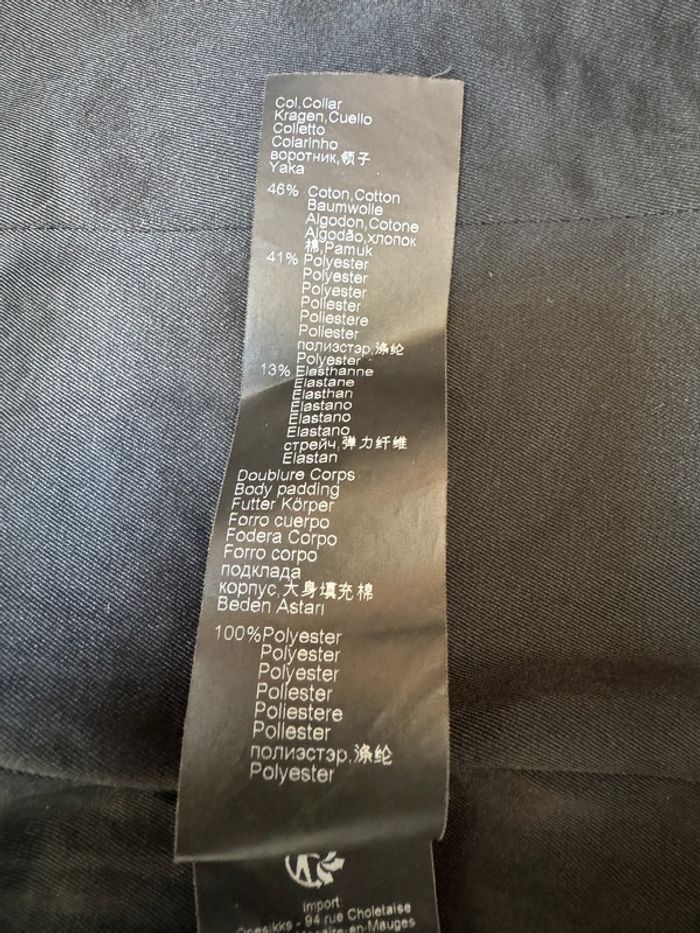 Col,Collar
Kragen,Cuello
Colletto
Colarinho
воротник,领子
Yaka
46% Coton,Cotton
Baumwolle
Algodon,Cotone
Algodão,хлопок
棉,Pamuk
41% Polyester
Polyester
Polyester
Poliester
Poliestere
Poliester
полиэстэр,涤纶
Polyester
13% Elasthanne
Elastane
Elasthan
Elastano
Elastano
Elastano
стрейч,弹力纤维
Elastan
Doublure Corps
Body padding
Futter Körper
Forro cuerpo
Fodera Corpo
Forro corpo
подклада
корпус,大身填充棉
Beden Astarı
100%Polyester
Polyester
Polyester
Poliester
Poliestere
Poliester
полиэстэр,涤纶
Polyester
Import
- 94 rue Choletaise
-en-Mauges